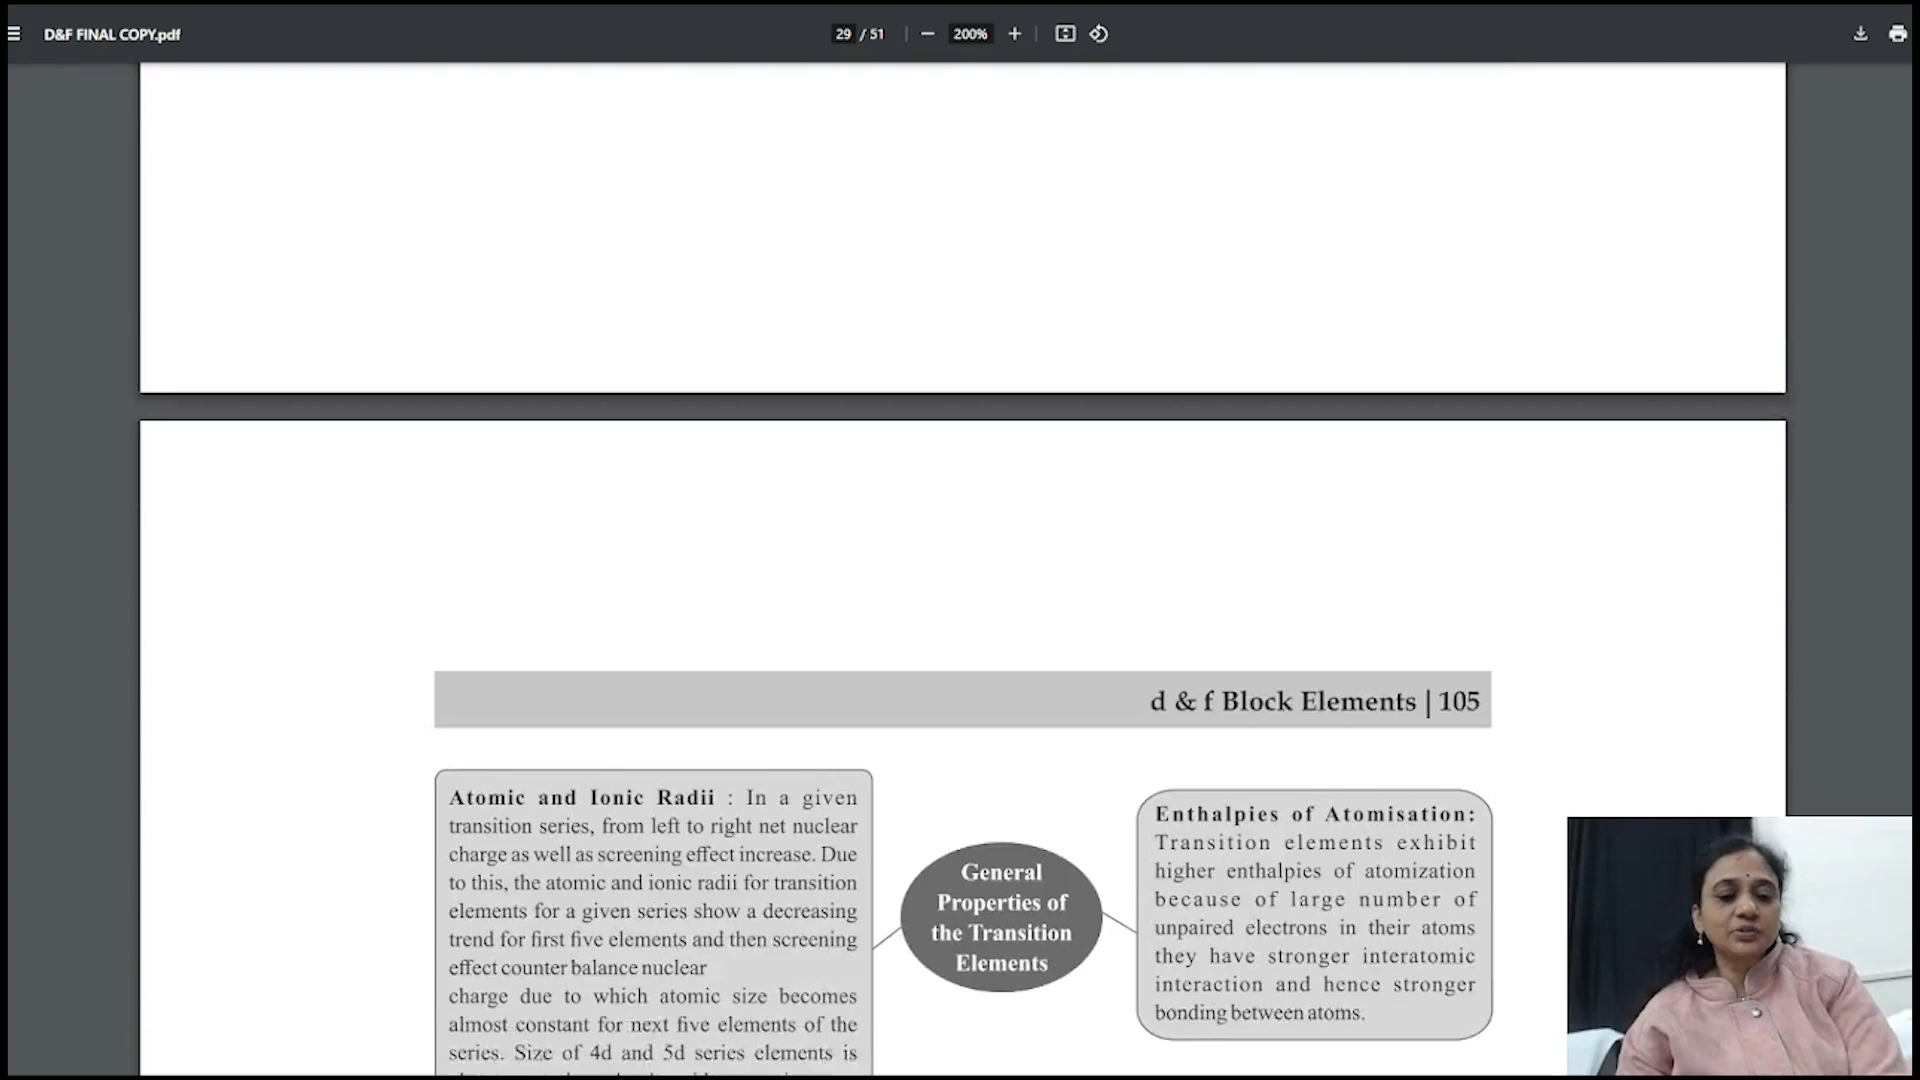 D&F FINAL COPY.pdf
29 / 51
200%
d & f Block Elements | 105
Atomic and Ionic Radii : In a given
transition series, from left to right net nuclear
charge as well as screening effect increase. Due
to this, the atomic and ionic radii for transition
elements for a given series show a decreasing
trend for first five elements and then screening
effect counter balance nuclear
charge due to which atomic size becomes
almost constant for next five elements of the
series. Size of 4d and 5d series elements is
General
Properties of
the Transition
Elements
Enthalpies of Atomisation:
Transition elements exhibit
higher enthalpies of atomization
because of large number of
unpaired electrons in their atoms
they have stronger interatomic
interaction and hence stronger
bonding between atoms.